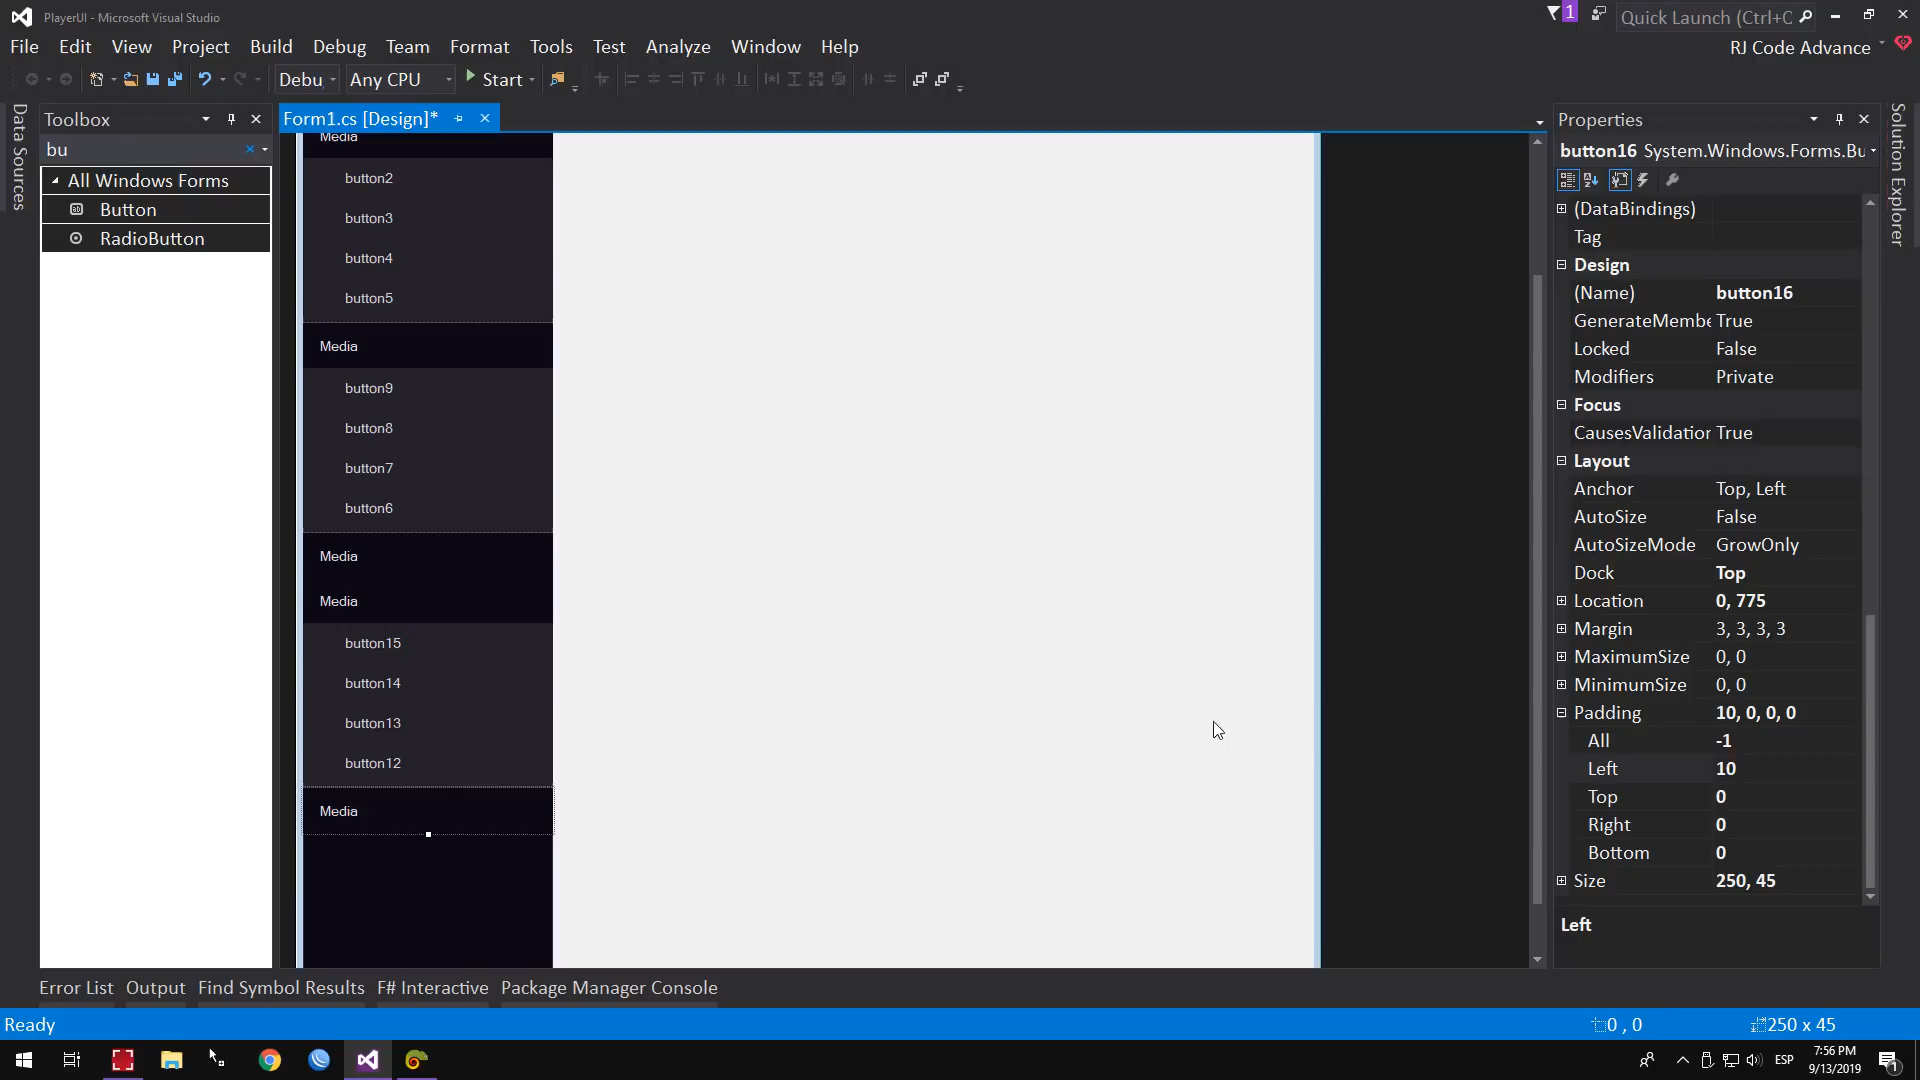 PlayerUI - Microsoft Visual Studio
1
Quick Launch (Ctrl+C
File Edit View Project Build Debug Team Format Tools Test Analyze Window Help
RJ Code Advance
Debu
Any CPU
Start
Data Sources
Toolbox
bu
All Windows Forms
Button
RadioButton
Form1.cs [Design]*
Media
button2
button3
button4
button5
Media
button9
button8
button7
button6
Media
Media
button15
button14
button13
button12
Media
Properties
button16 System.Windows.Forms.Bu
(DataBindings)
Tag
Design
(Name) button16
GenerateMembe True
Locked False
Modifiers Private
Focus
CausesValidation True
Layout
Anchor Top, Left
AutoSize False
AutoSizeMode GrowOnly
Dock Top
Location 0, 775
Margin 3, 3, 3, 3
MaximumSize 0, 0
MinimumSize 0, 0
Padding 10, 0, 0, 0
All -1
Left 10
Top 0
Right 0
Bottom 0
Size 250, 45
Left
Solution Explorer
Error List Output Find Symbol Results F# Interactive Package Manager Console
Ready
0 , 0
250 x 45
ESP
7:56 PM
9/13/2019
1